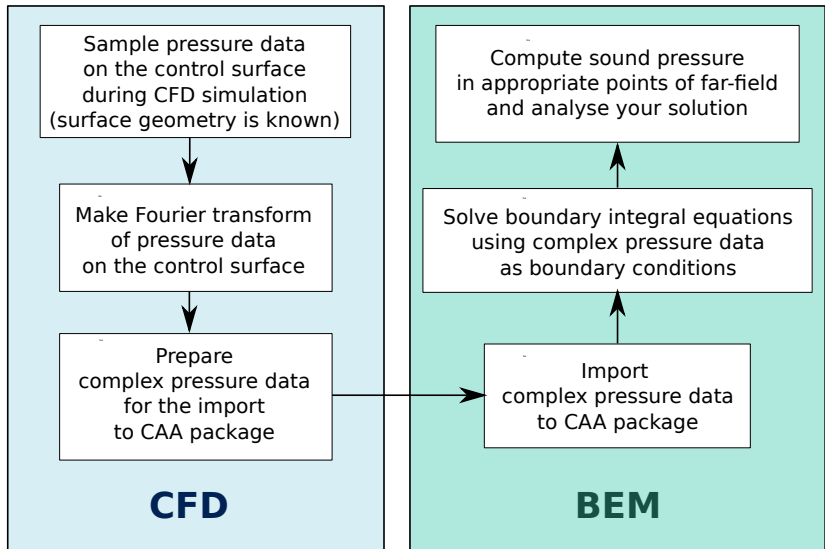 Sample pressure data
on the control surface
during CFD simulation
(surface geometry is known)
Make Fourier transform
of pressure data
on the control surface
Prepare
complex pressure data
for the import
to CAA package
CFD
Compute sound pressure
in appropriate points of far-field
and analyse your solution
Solve boundary integral equations
using complex pressure data
as boundary conditions
Import
complex pressure data
to CAA package
BEM